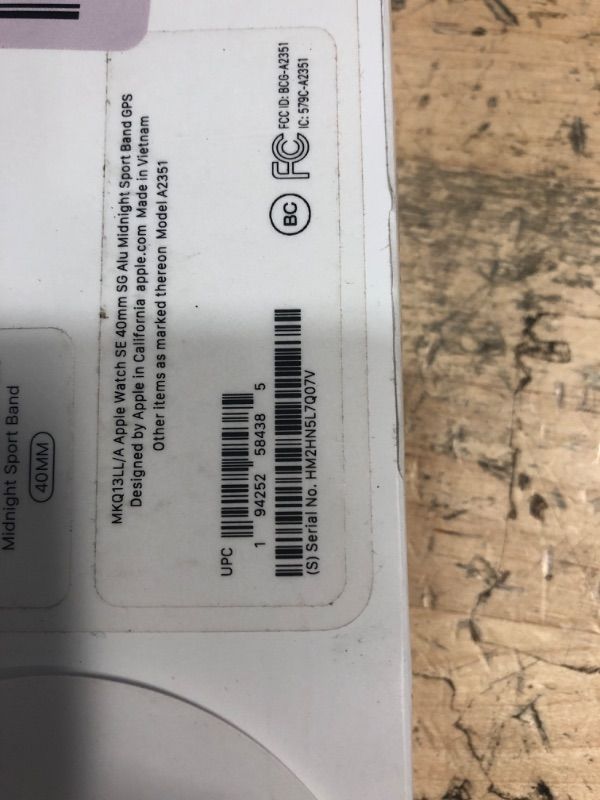 MKQ13LL/A Apple Watch SE 40mm SG Alu Midnight Sport Band GPS
Designed by Apple in California apple.com Made in Vietnam
Other items as marked thereon Model A2351
BC
FC
FCC ID: BCG-A2351
IC: 579C-A2351
UPC
1 94252 58438 5
(S) Serial No. HM2HN5L7Q07V
Midnight Sport Band
40MM